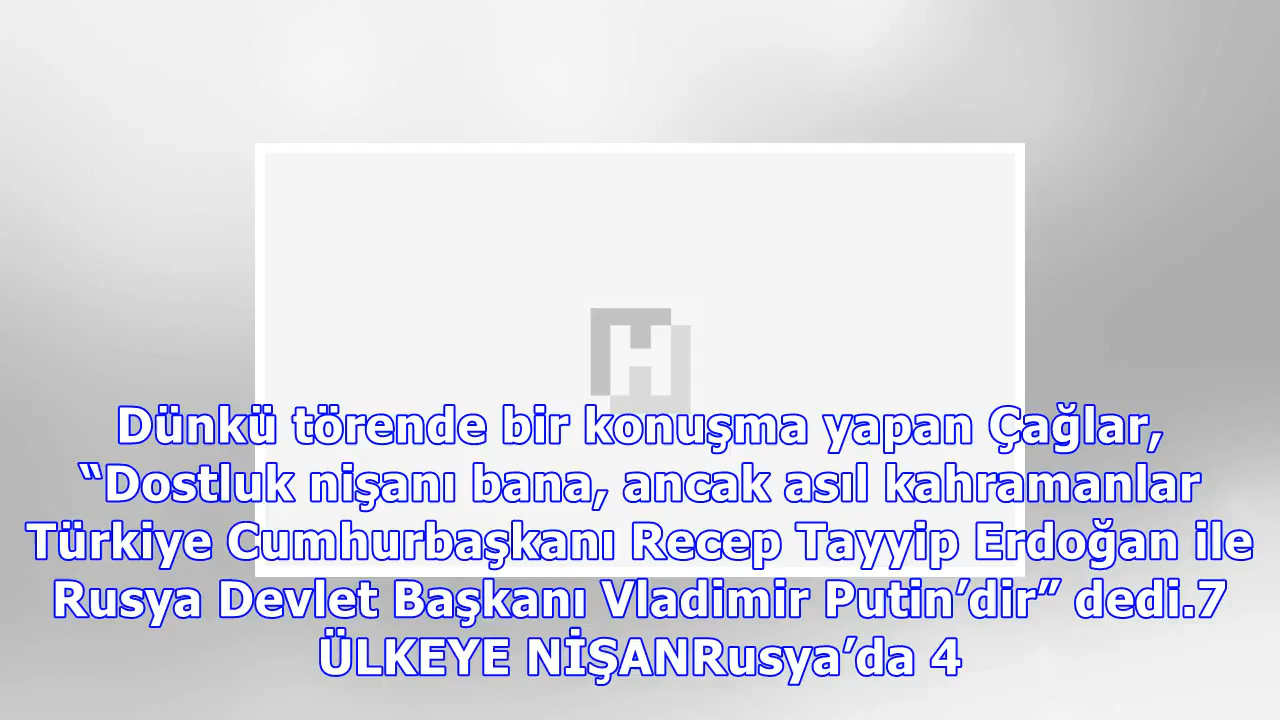 H
Dünkü törende bir konuşma yapan Çağlar,
“Dostluk nişanı bana, ancak asıl kahramanlar
Türkiye Cumhurbaşkanı Recep Tayyip Erdoğan ile
Rusya Devlet Başkanı Vladimir Putin’dir” dedi.7
ÜLKEYE NİŞANRusya’da 4